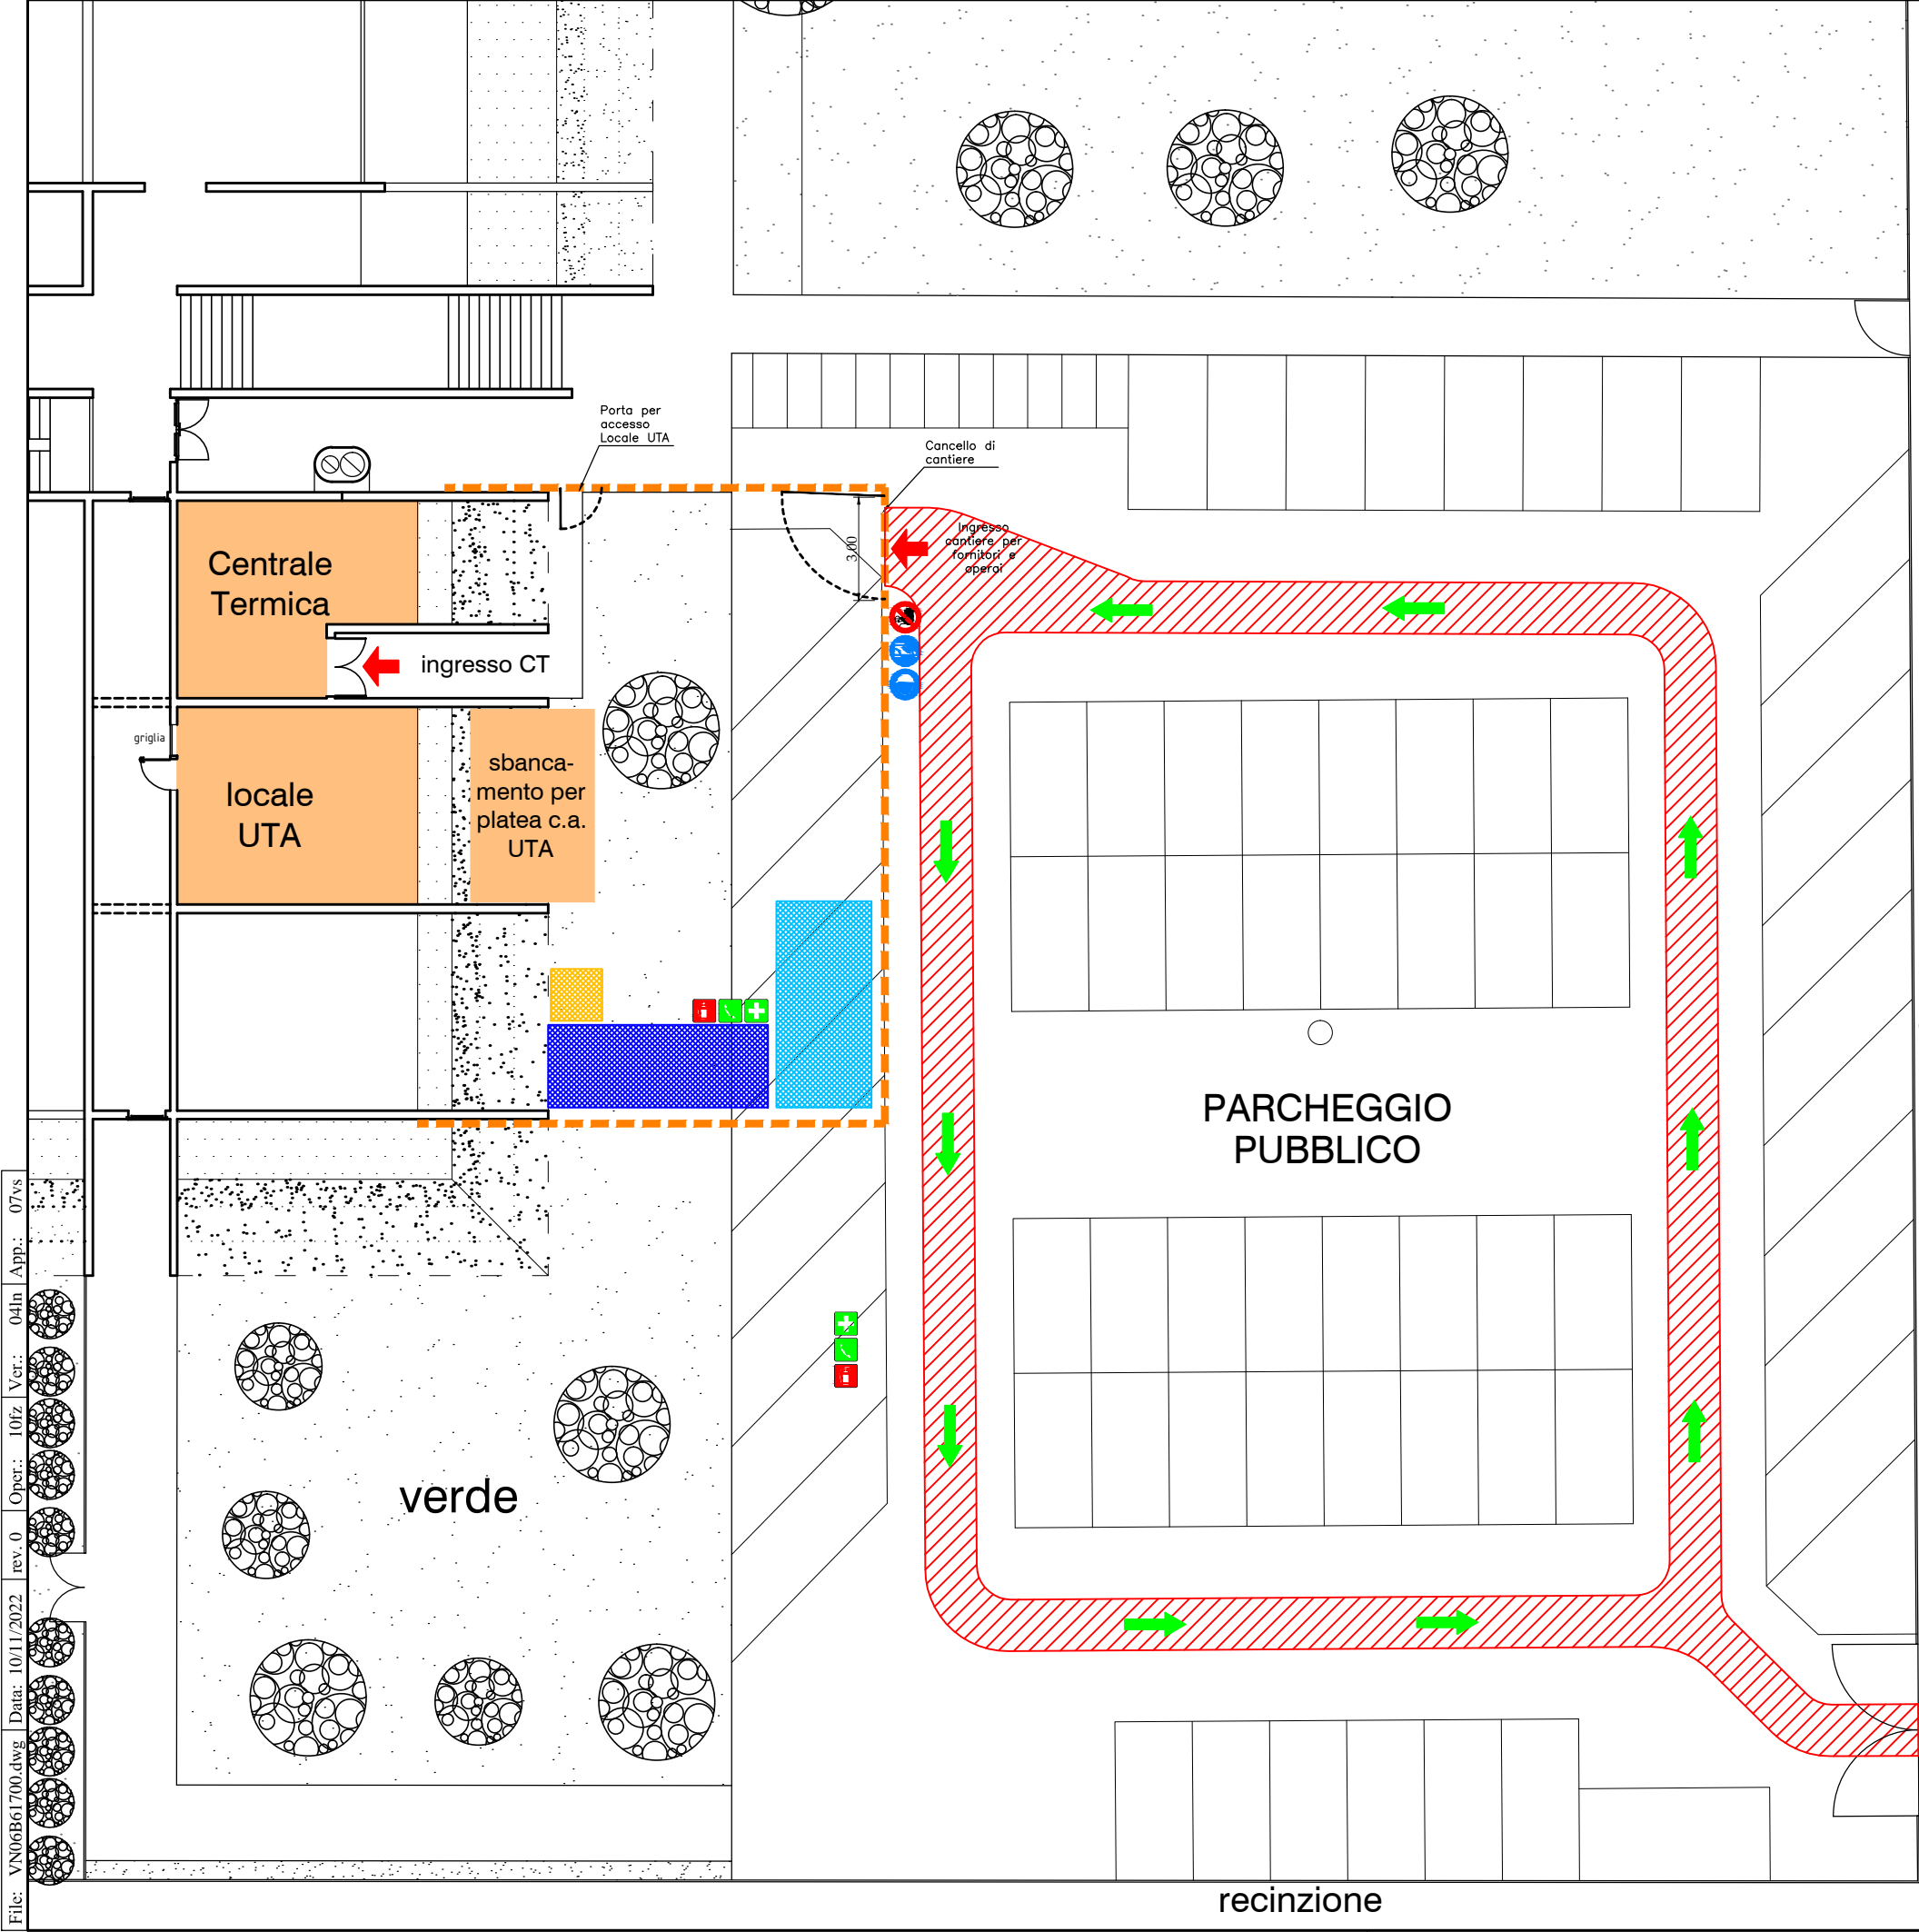 Porta per
accesso
Locale UTA
Cancello di
cantiere
Ingresso
cantiere per
fornitori e
operai
3.00
Centrale
Termica
ingresso CT
griglia
locale
UTA
sbanca-
mento per
platea c.a.
UTA
PARCHEGGIO
PUBBLICO
verde
recinzione
File: VN06B61700.dwg Data: 10/11/2022 rev. 0 Oper.: 10fz Ver.: 04ln App.: 07vs